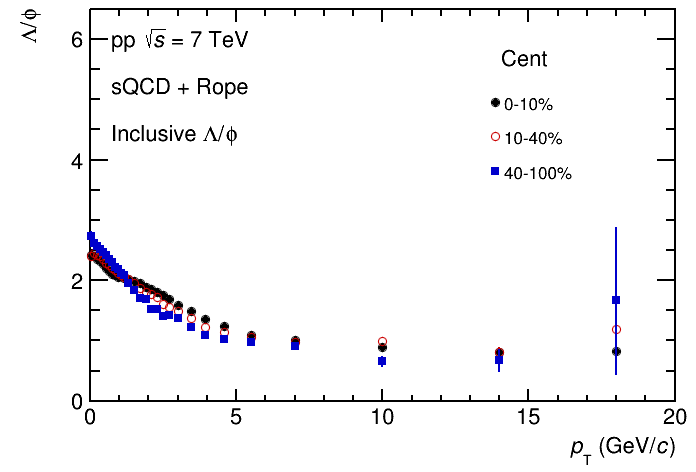 Λ/φ
pp √s = 7 TeV
sQCD + Rope
Inclusive Λ/φ
Cent
0-10%
10-40%
40-100%
6
4
2
0
0 5 10 15 20
p_T (GeV/c)